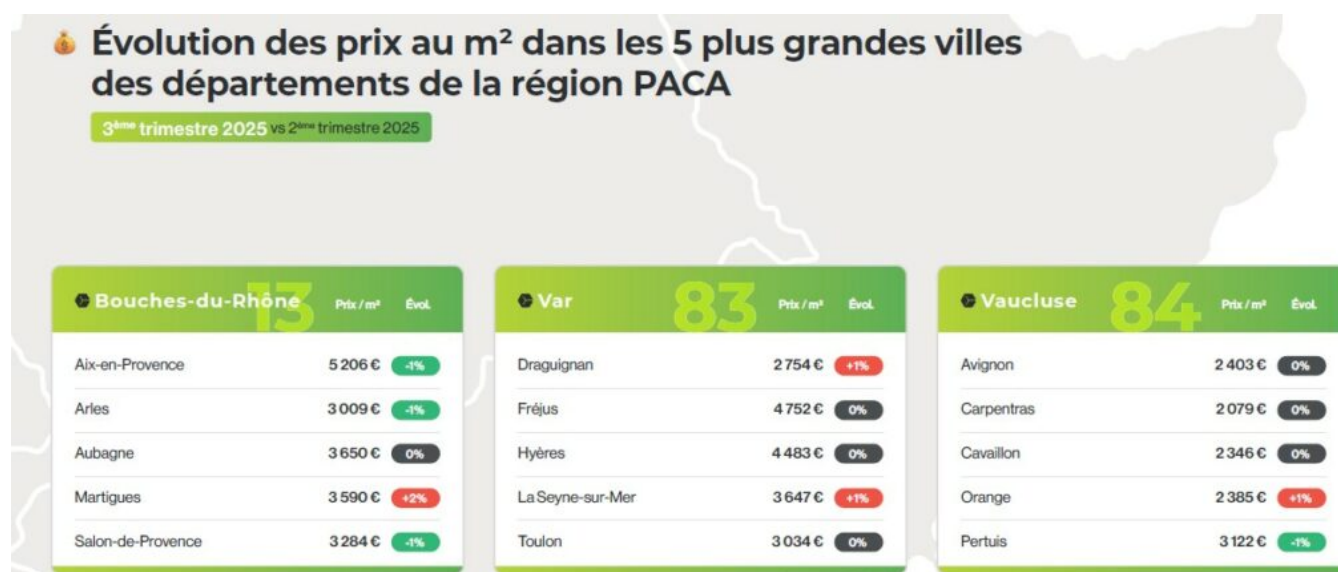 Évolution des prix au m² dans les 5 plus grandes villes
des départements de la région PACA
3ème trimestre 2025 vs 2ème trimestre 2025
Bouches-du-Rhône 13 Prix / m² Évol.
Aix-en-Provence 5 206 € -1%
Arles 3 009 € -1%
Aubagne 3 650 € 0%
Martigues 3 590 € +2%
Salon-de-Provence 3 284 € -1%
Var 83 Prix / m² Évol.
Draguignan 2 754 € +1%
Fréjus 4 752 € 0%
Hyères 4 483 € 0%
La Seyne-sur-Mer 3 647 € +1%
Toulon 3 034 € 0%
Vaucluse 84 Prix / m² Évol.
Avignon 2 403 € 0%
Carpentras 2 079 € 0%
Cavaillon 2 346 € 0%
Orange 2 385 € +1%
Pertuis 3 122 € -1%